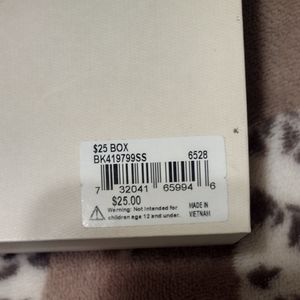 $25 BOX
BK419799SS 6528
7 32041 65994 6
$25.00
Warning: Not Intended for
children age 12 and under.
MADE IN
VIETNAM